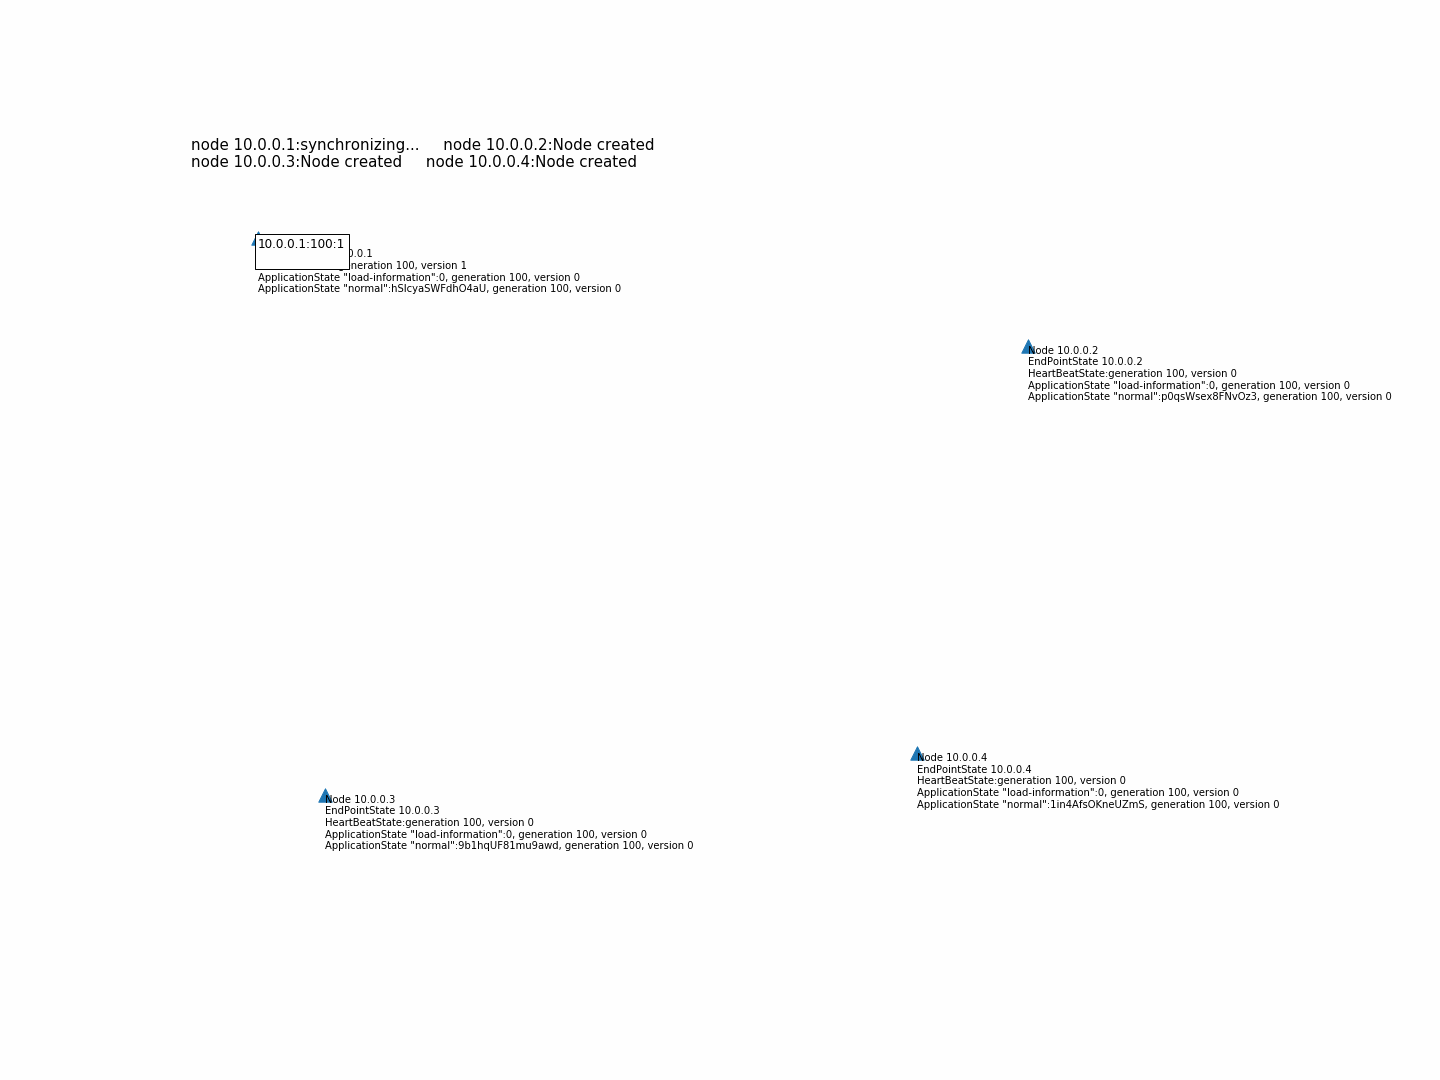 node 10.0.0.1:synchronizing... node 10.0.0.2:Node created
node 10.0.0.3:Node created node 10.0.0.4:Node created
10.0.0.1:100:1
0.0.1
neration 100, version 1
ApplicationState "load-information":0, generation 100, version 0
ApplicationState "normal":hSlcyaSWFdhO4aU, generation 100, version 0
Node 10.0.0.2
EndPointState 10.0.0.2
HeartBeatState:generation 100, version 0
ApplicationState "load-information":0, generation 100, version 0
ApplicationState "normal":p0qsWsex8FNvOz3, generation 100, version 0
Node 10.0.0.4
EndPointState 10.0.0.4
HeartBeatState:generation 100, version 0
ApplicationState "load-information":0, generation 100, version 0
ApplicationState "normal":1in4AfsOKneUZmS, generation 100, version 0
Node 10.0.0.3
EndPointState 10.0.0.3
HeartBeatState:generation 100, version 0
ApplicationState "load-information":0, generation 100, version 0
ApplicationState "normal":9b1hqUF81mu9awd, generation 100, version 0